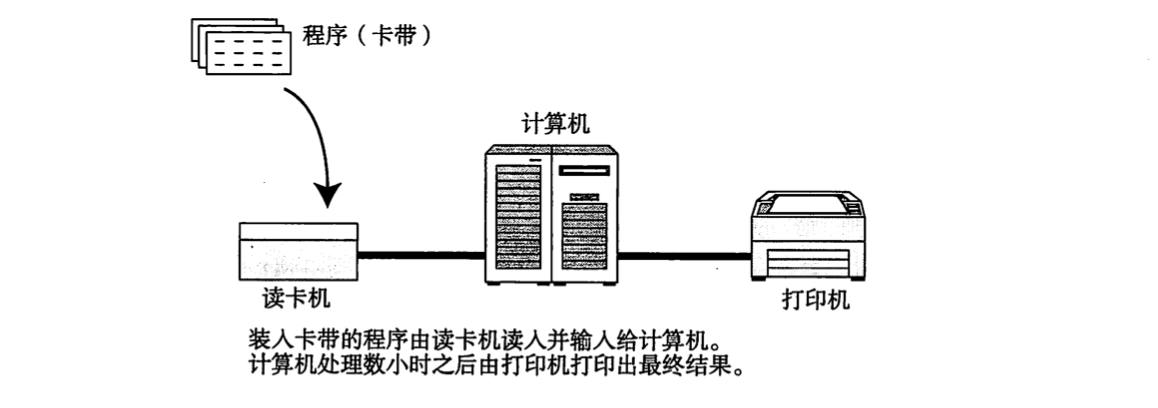 程序（卡带）
计算机
读卡机
打印机
装入卡带的程序由读卡机读入并输入给计算机。
计算机处理数小时之后由打印机打印出最终结果。